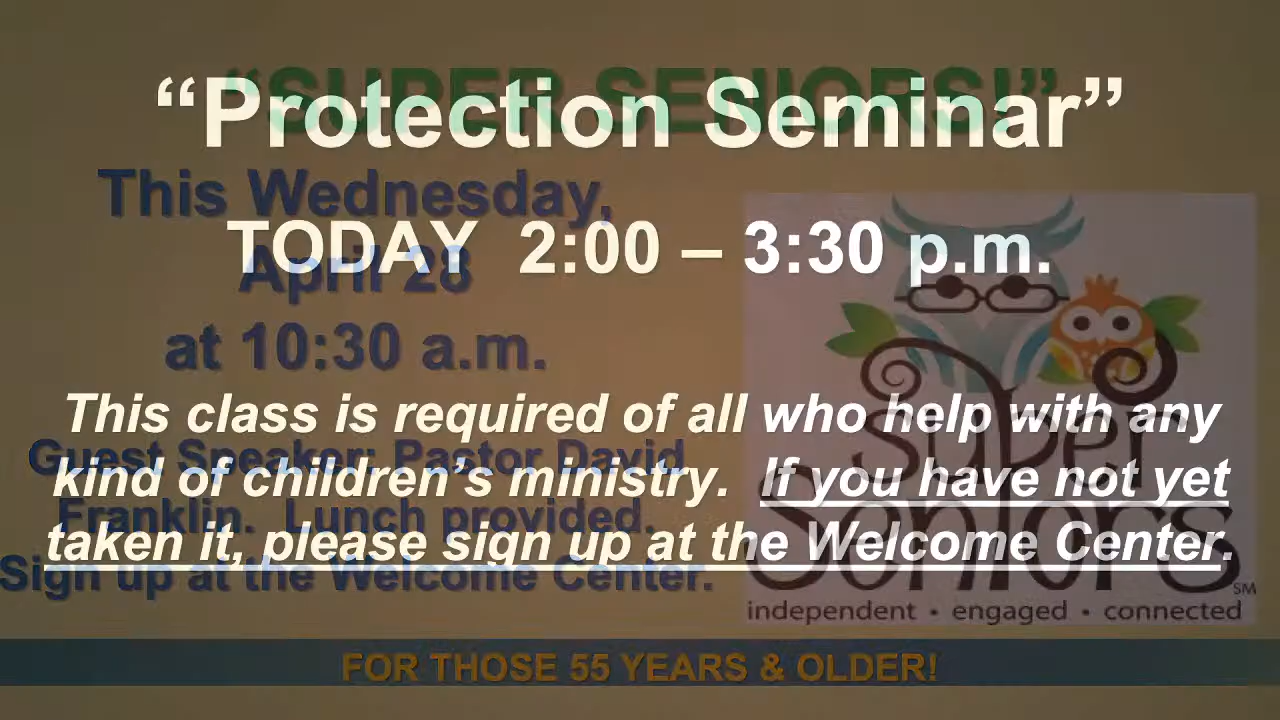 “Protection Seminar”
TODAY 2:00 – 3:30 p.m.
This class is required of all who help with any
kind of children’s ministry. If you have not yet
taken it, please sign up at the Welcome Center.
“SUPER SENIORS!”
This Wednesday,
April 28
at 10:30 a.m.
Guest Speaker: Pastor David
Franklin. Lunch provided.
Sign up at the Welcome Center.
super
Seniors
SM
independent • engaged • connected
FOR THOSE 55 YEARS & OLDER!